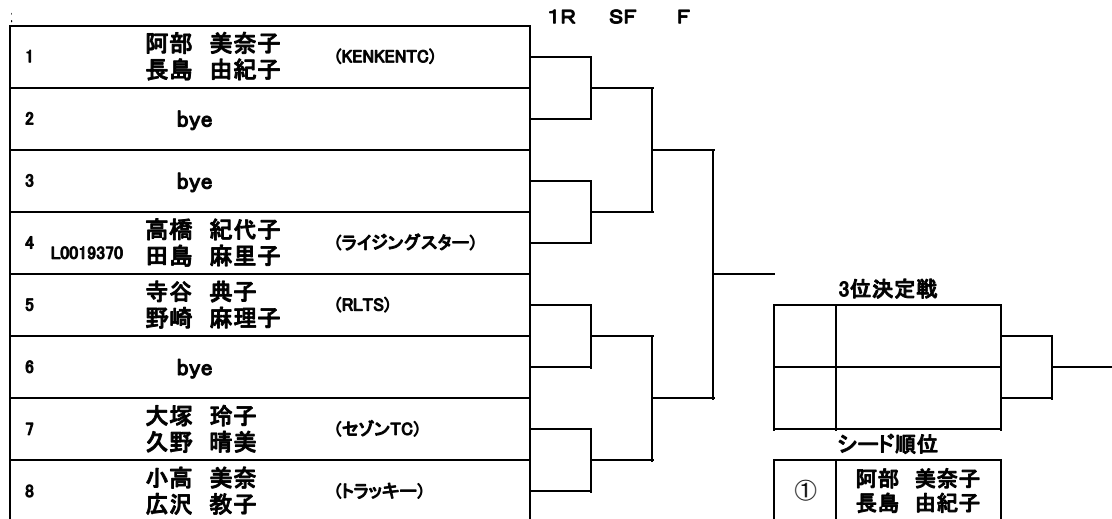 1R SF F
1 阿部 美奈子 (KENKENTC)
長島 由紀子
2 bye
3 bye
4 L0019370 高橋 紀代子 (ライジングスター)
田島 麻里子
5 寺谷 典子 (RLTS)
野崎 麻理子
6 bye
7 大塚 玲子 (セゾンTC)
久野 晴美
8 小高 美奈 (トラッキー)
広沢 教子
3位決定戦
シード順位
① 阿部 美奈子
長島 由紀子